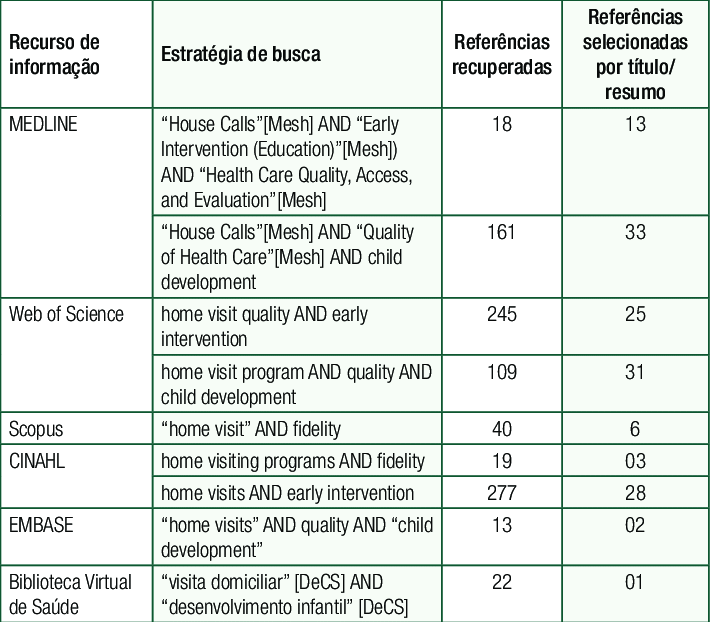 Recurso de
informação
Estratégia de busca
Referências
recuperadas
Referências
selecionadas
por título/
resumo
MEDLINE
“House Calls”[Mesh] AND “Early
Intervention (Education)”[Mesh])
AND “Health Care Quality, Access,
and Evaluation”[Mesh]
18
13
“House Calls”[Mesh] AND “Quality
of Health Care”[Mesh] AND child
development
161
33
Web of Science
home visit quality AND early
intervention
245
25
home visit program AND quality AND
child development
109
31
Scopus
“home visit” AND fidelity
40
6
CINAHL
home visiting programs AND fidelity
19
03
home visits AND early intervention
277
28
EMBASE
“home visits” AND quality AND “child
development”
13
02
Biblioteca Virtual
de Saúde
“visita domiciliar” [DeCS] AND
“desenvolvimento infantil” [DeCS]
22
01